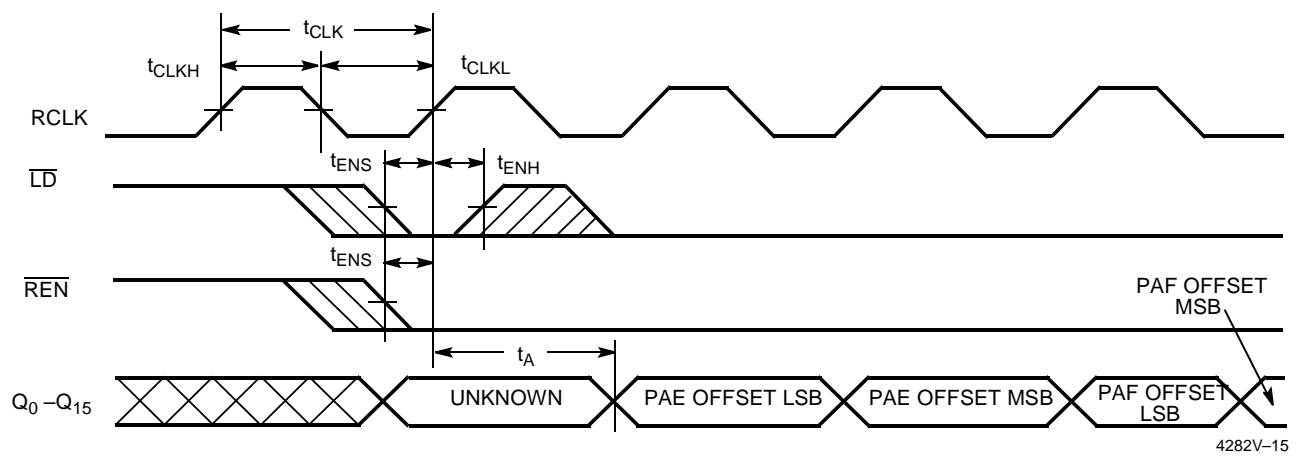 tCLK
tCLKH
tCLKL
RCLK
tENS
tENH
LD
tENS
REN
PAF OFFSET
MSB
tA
Q0 –Q15
UNKNOWN
PAE OFFSET LSB
PAE OFFSET MSB
PAF OFFSET
LSB
4282V–15